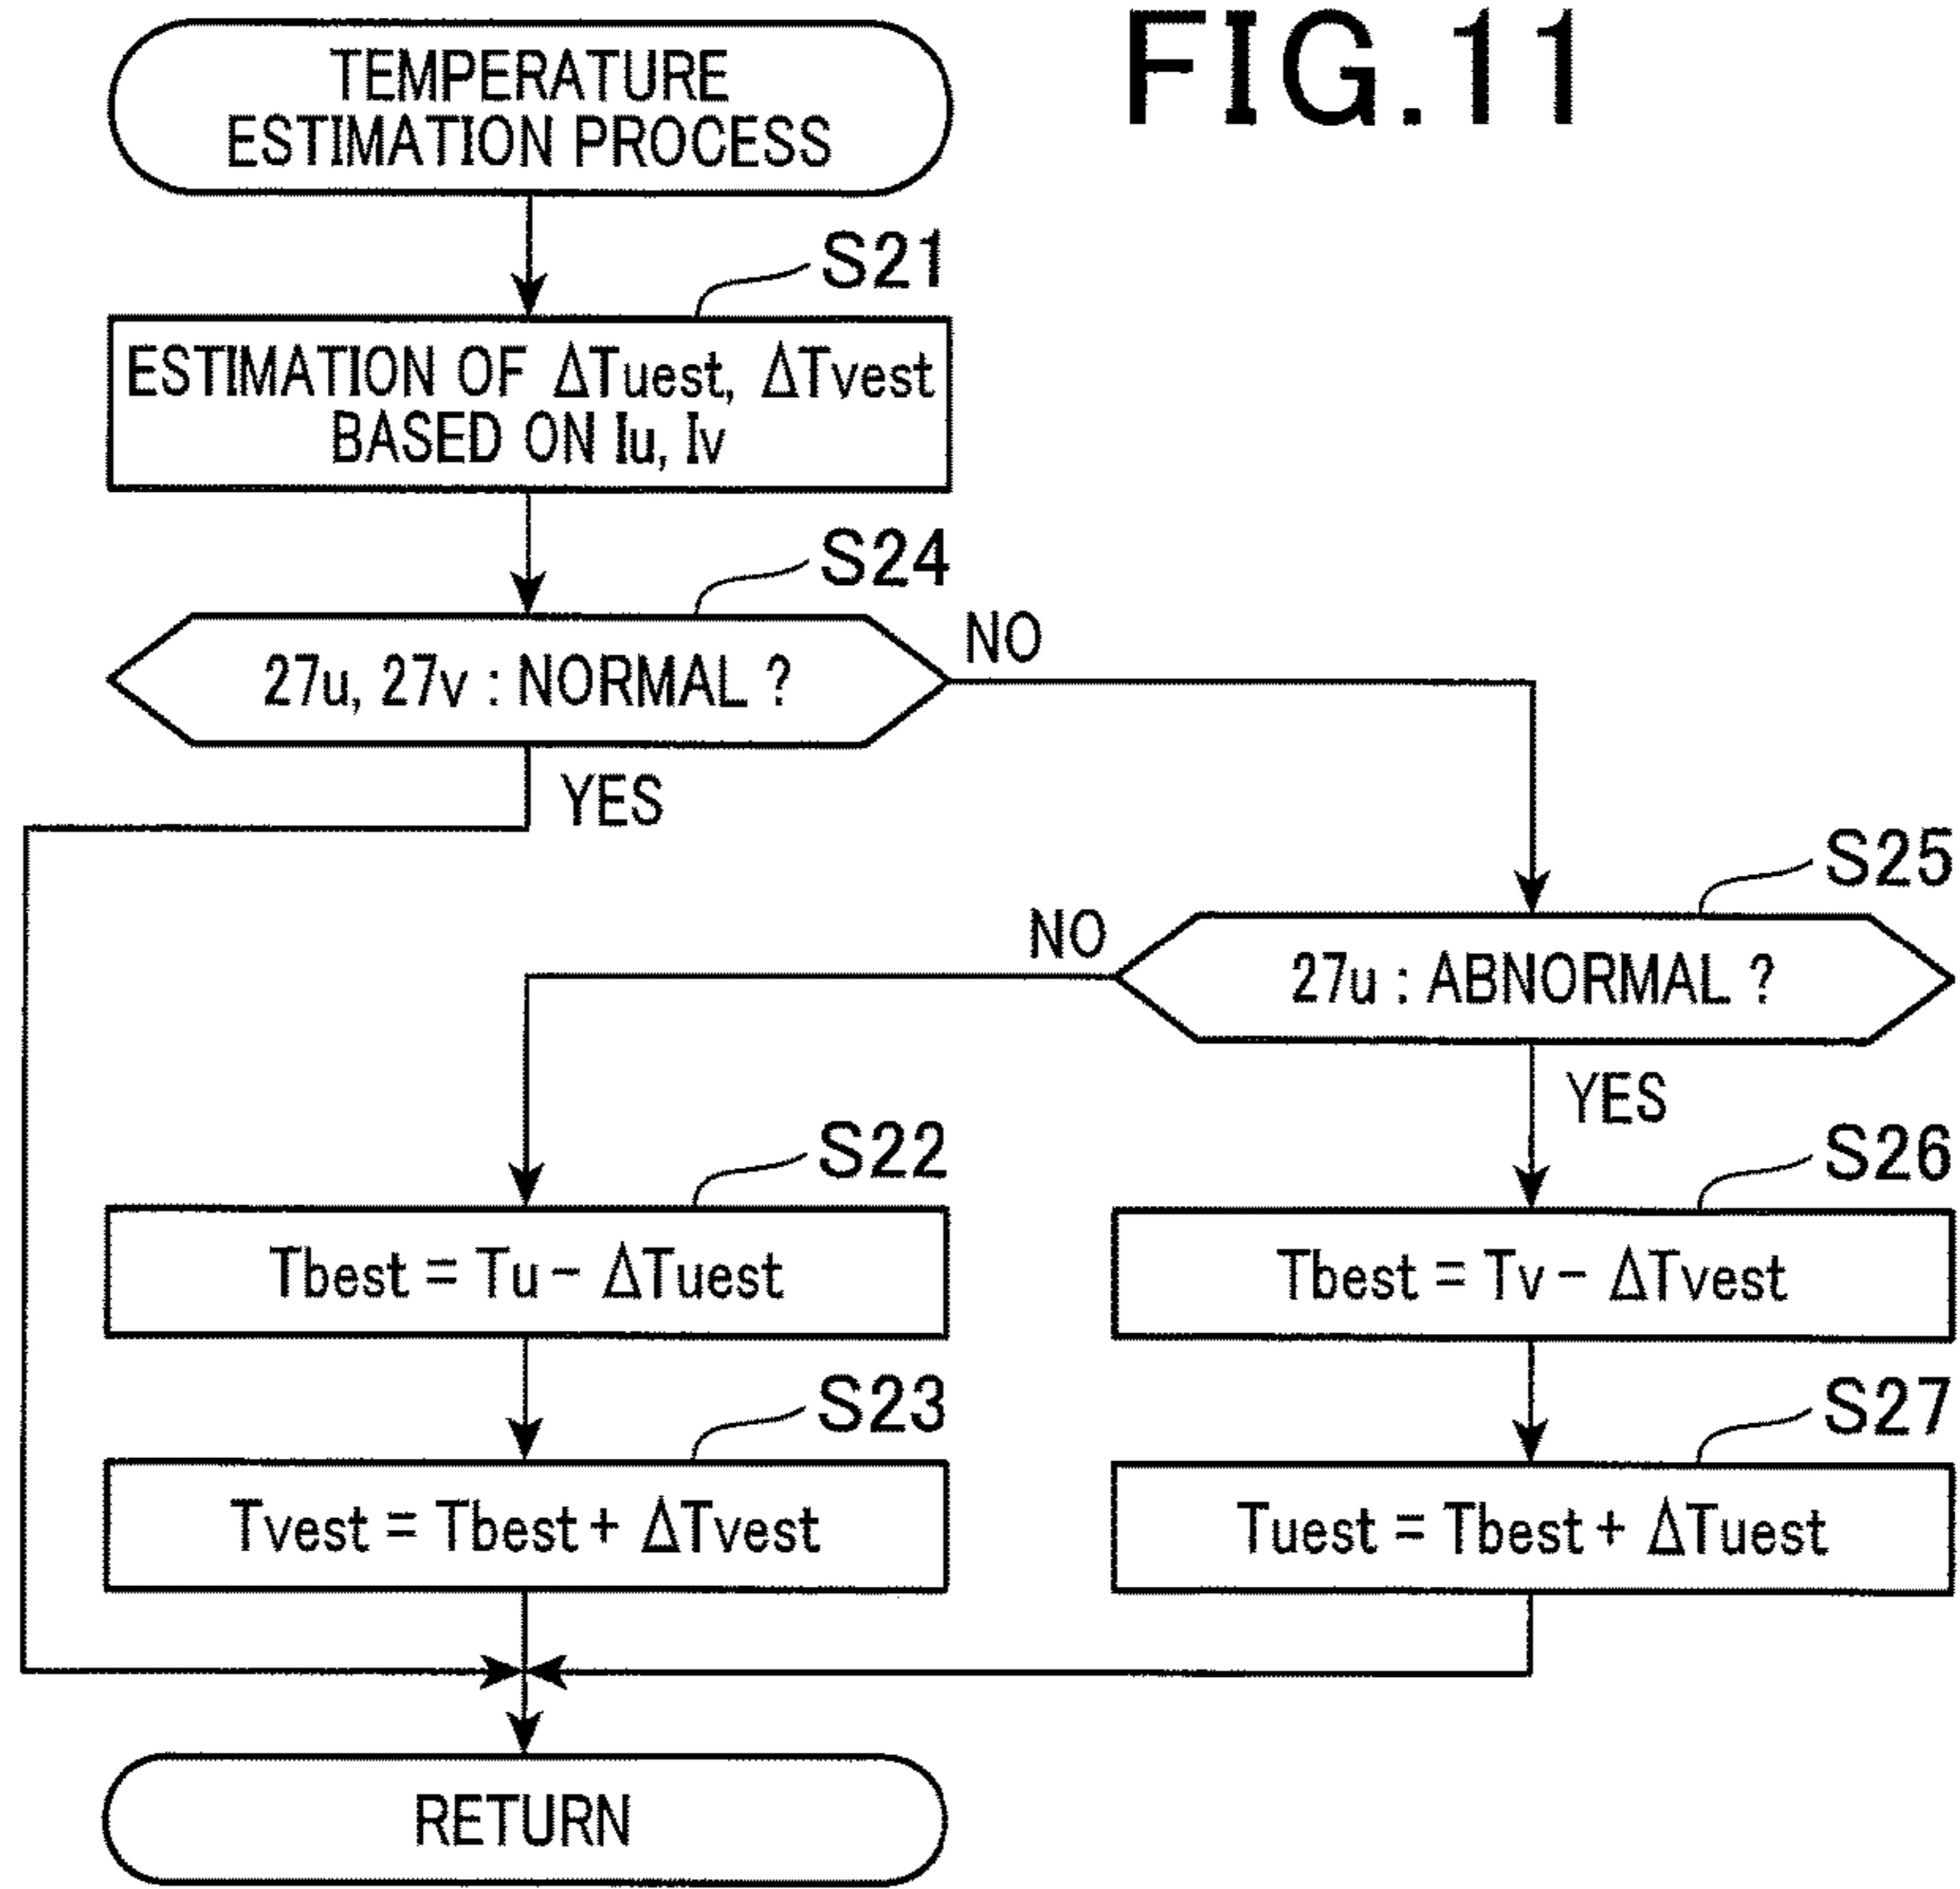 FIG.11
TEMPERATURE
ESTIMATION PROCESS
S21
ESTIMATION OF ΔTuest, ΔTvest
BASED ON Iu, Iv
S24
27u, 27v : NORMAL ?
NO
YES
S25
27u : ABNORMAL ?
NO
YES
S22
Tbest = Tu - ΔTuest
S26
Tbest = Tv - ΔTvest
S23
Tvest = Tbest + ΔTvest
S27
Tuest = Tbest + ΔTuest
RETURN